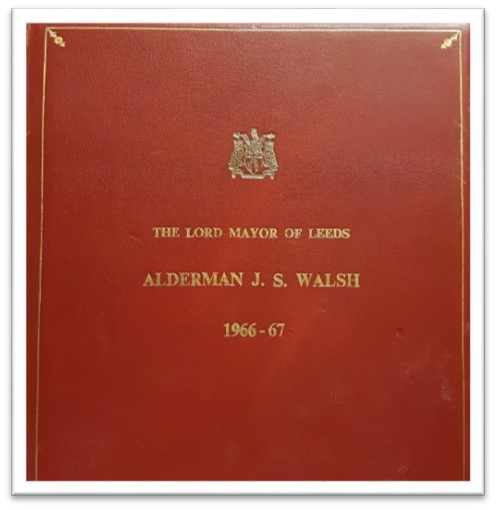 THE LORD MAYOR OF LEEDS
ALDERMAN J. S. WALSH
1966-67